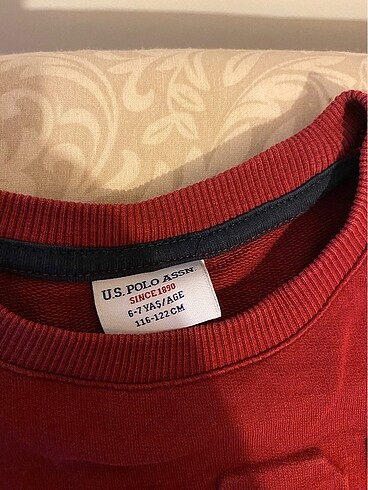 U.S. POLO ASSN
SINCE 1890
6-7 YAŞ/AGE
116-122 CM